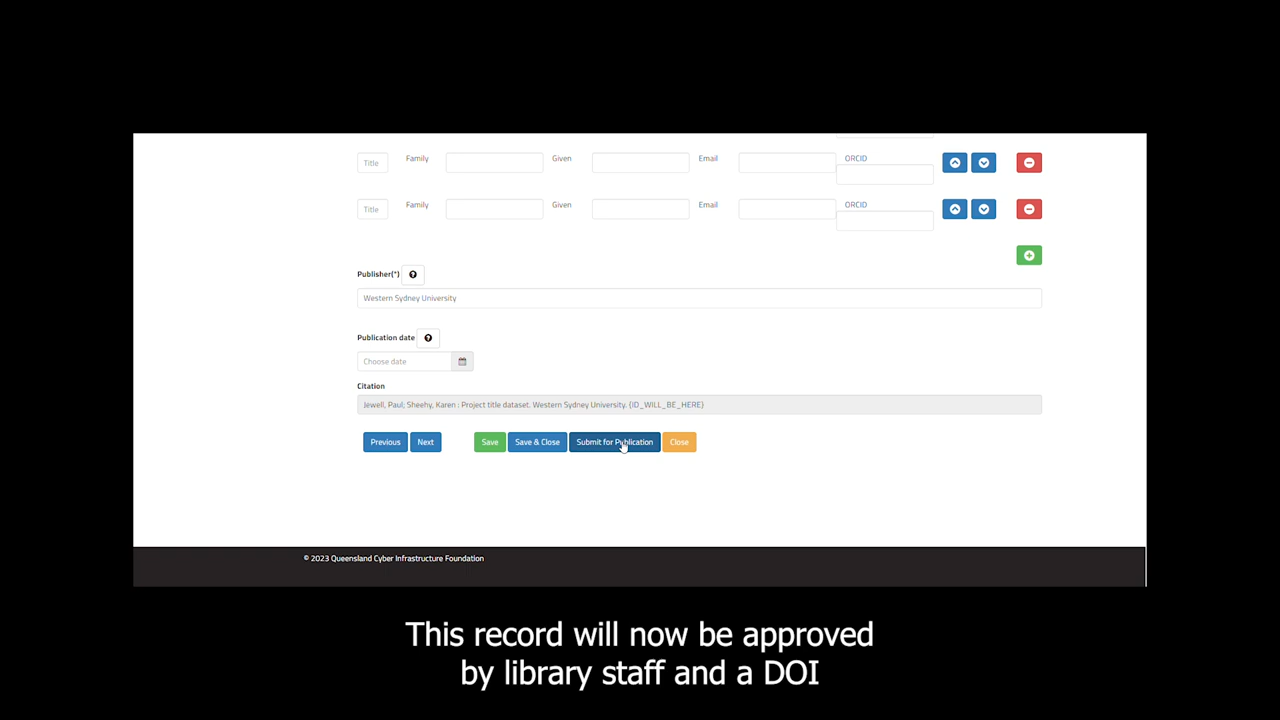 Title Family Given Email ORCID
Title Family Given Email ORCID
Publisher(*)
Western Sydney University
Publication date
Choose date
Citation
Jewell, Paul; Sheehy, Karen : Project title dataset. Western Sydney University. {ID_WILL_BE_HERE}
Previous Next Save Save & Close Submit for Publication Close
© 2023 Queensland Cyber Infrastructure Foundation
This record will now be approved
by library staff and a DOI